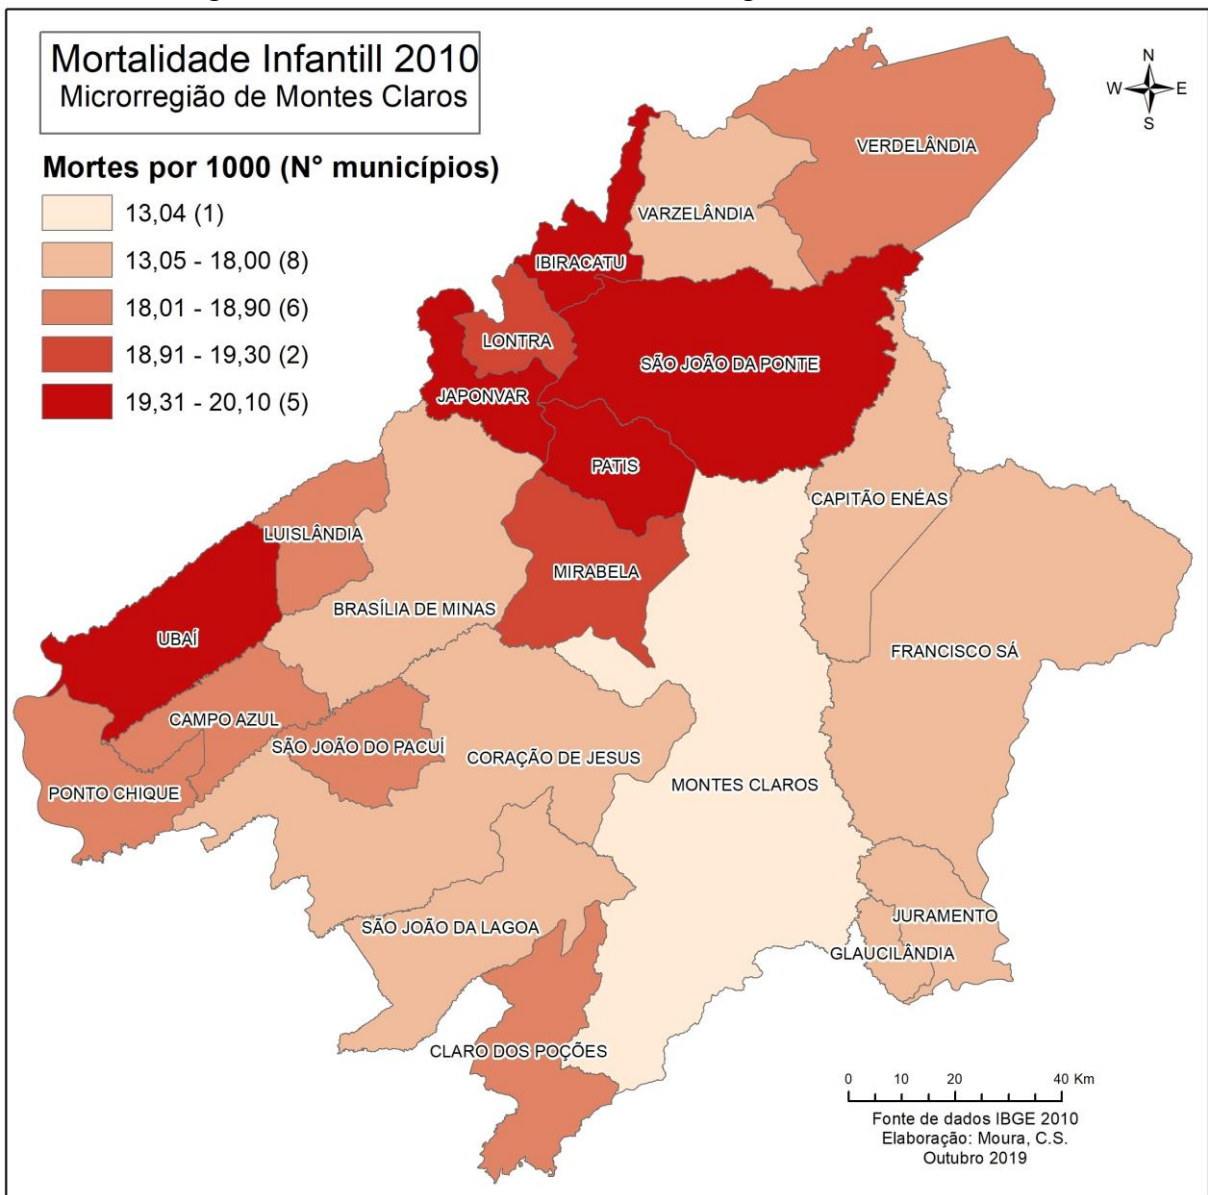 Mortalidade Infantill 2010
Microrregião de Montes Claros
N
W E
S
Mortes por 1000 (N° municípios)
13,04 (1)
13,05 - 18,00 (8)
18,01 - 18,90 (6)
18,91 - 19,30 (2)
19,31 - 20,10 (5)
VERDELÂNDIA
VARZELÂNDIA
IBIRACATU
LONTRA
SÃO JOÃO DA PONTE
JAPONVAR
PATIS
CAPITÃO ENÉAS
LUISLÂNDIA
MIRABELA
BRASÍLIA DE MINAS
UBAÍ
FRANCISCO SÁ
CAMPO AZUL
SÃO JOÃO DO PACUÍ
CORAÇÃO DE JESUS
MONTES CLAROS
PONTO CHIQUE
JURAMENTO
SÃO JOÃO DA LAGOA
GLAUCILÂNDIA
CLARO DOS POÇÕES
0 10 20 40 Km
Fonte de dados IBGE 2010
Elaboração: Moura, C.S.
Outubro 2019